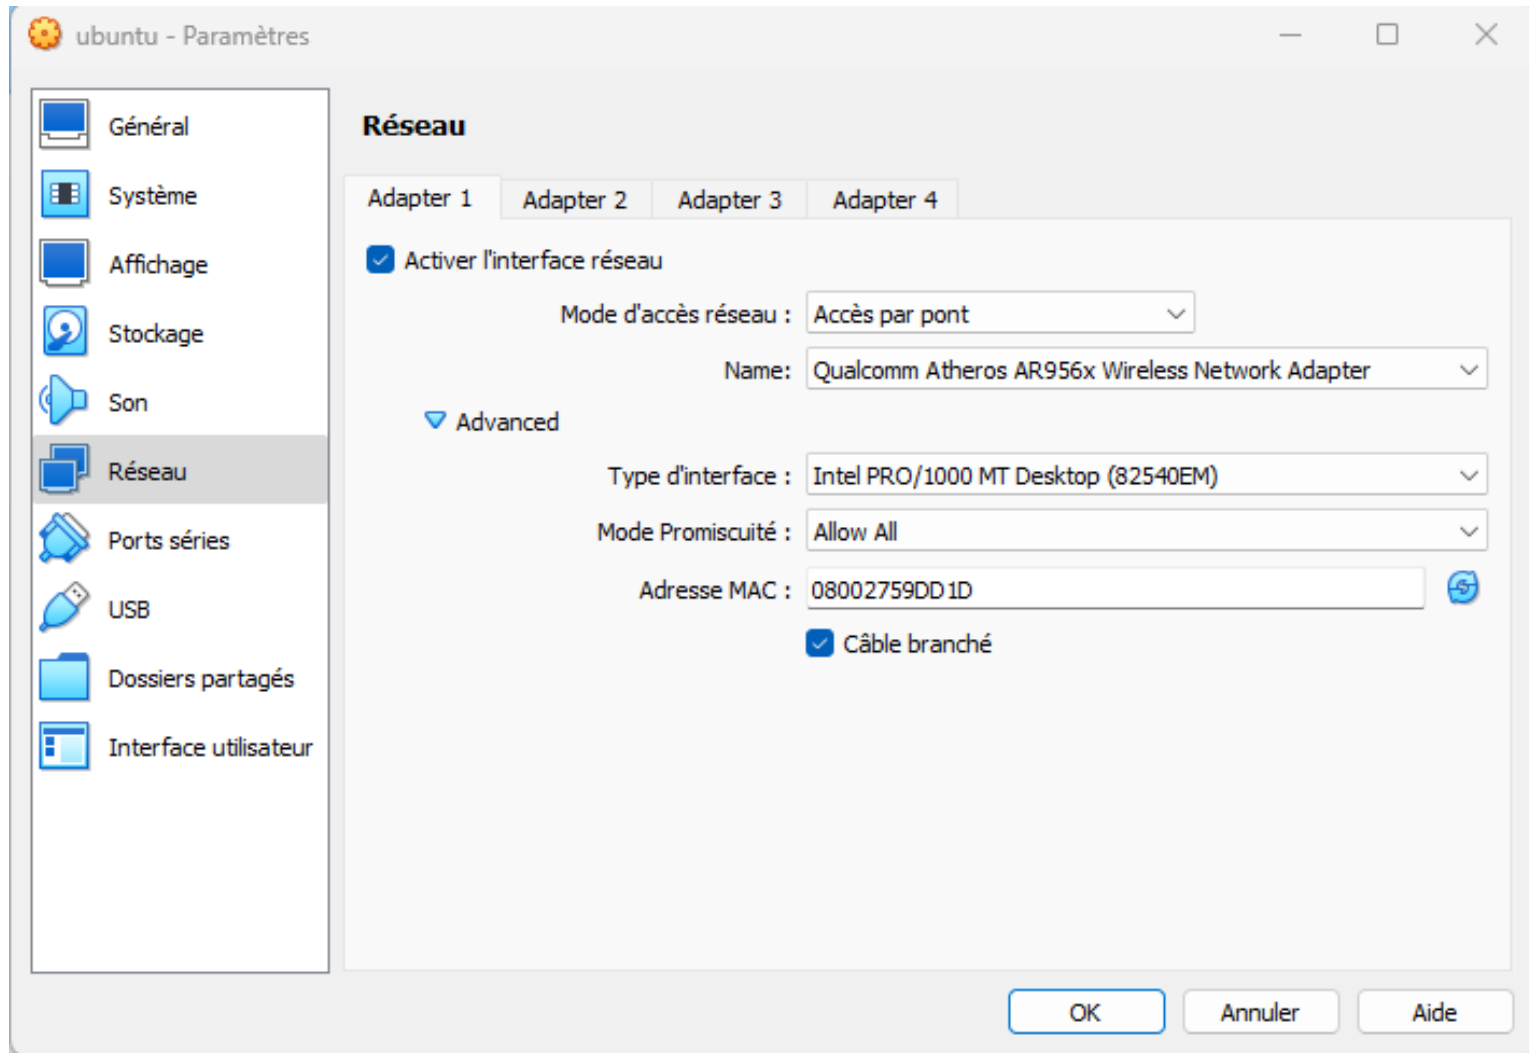 ubuntu - Paramètres
Général
Système
Affichage
Stockage
Son
Réseau
Ports séries
USB
Dossiers partagés
Interface utilisateur
Réseau
Adapter 1 Adapter 2 Adapter 3 Adapter 4
Activer l'interface réseau
Mode d'accès réseau : Accès par pont
Name: Qualcomm Atheros AR956x Wireless Network Adapter
Advanced
Type d'interface : Intel PRO/1000 MT Desktop (82540EM)
Mode Promiscuité : Allow All
Adresse MAC : 08002759DD1D
Câble branché
OK Annuler Aide